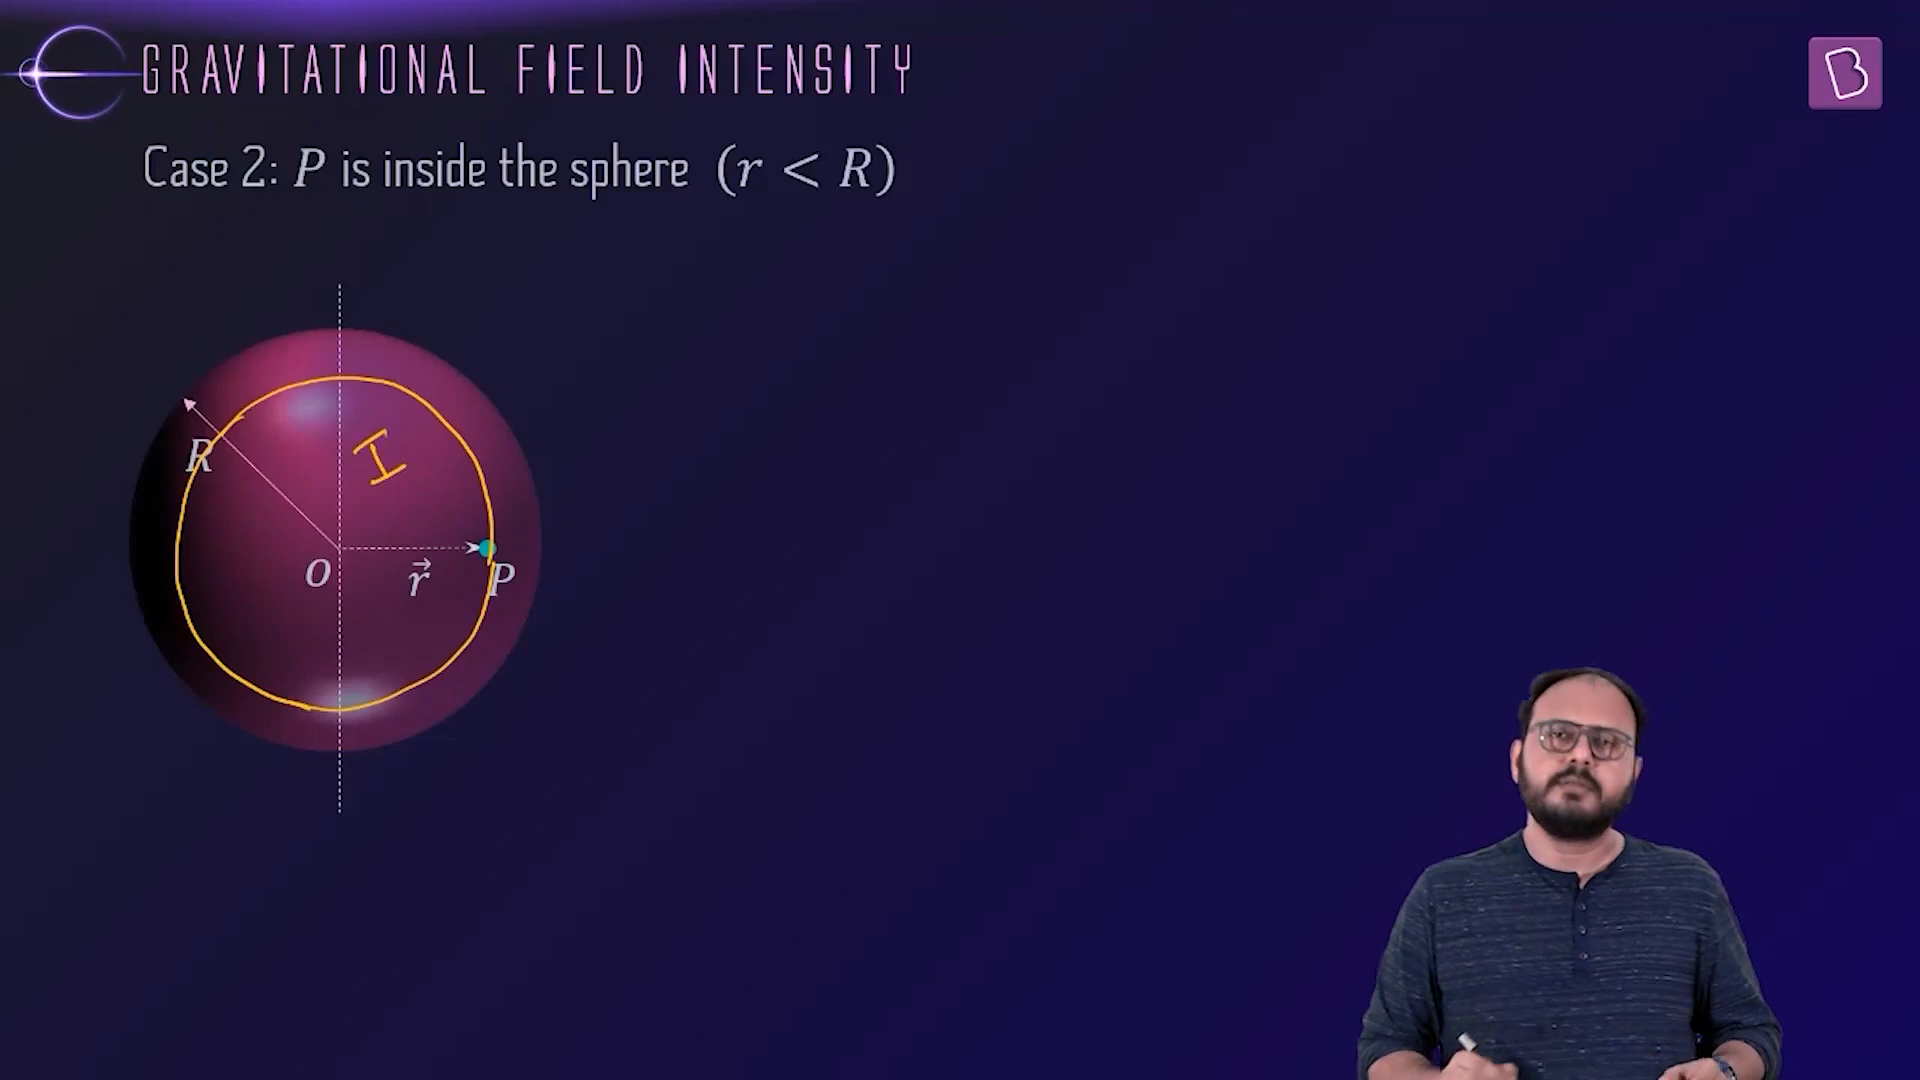 GRAVITATIONAL FIELD INTENSITY
B
Case 2: P is inside the sphere (r < R)
I
R
O
r⃗
P